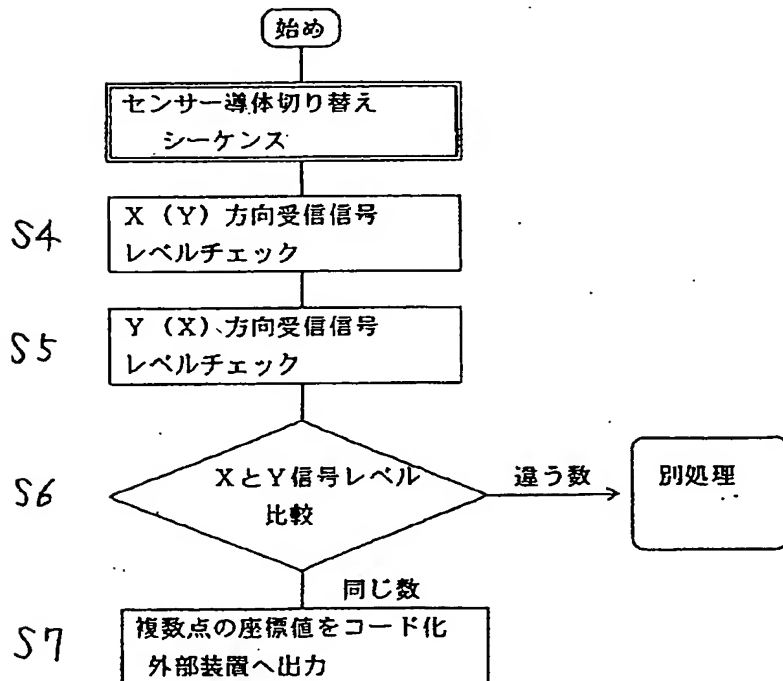 始め
センサー導体切り替え
シーケンス
S4
X（Y）方向受信信号
レベルチェック
S5
Y（X）、方向受信信号
レベルチェック
S6
XとY信号レベル
比較
違う数
別処理
同じ数
S7
複数点の座標値をコード化
外部装置へ出力